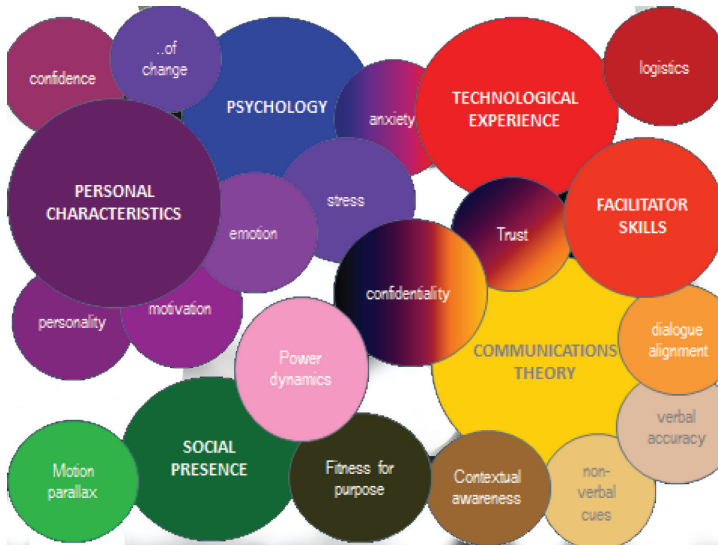 confidence
..of
change
PSYCHOLOGY
anxiety
TECHNOLOGICAL
EXPERIENCE
logistics
PERSONAL
CHARACTERISTICS
emotion
stress
Trust
FACILITATOR
SKILLS
personality
motivation
confidentiality
Power
dynamics
COMMUNICATIONS
THEORY
dialogue
alignment
verbal
accuracy
SOCIAL
PRESENCE
Motion
parallax
Fitness for
purpose
Contextual
awareness
non-
verbal
cues